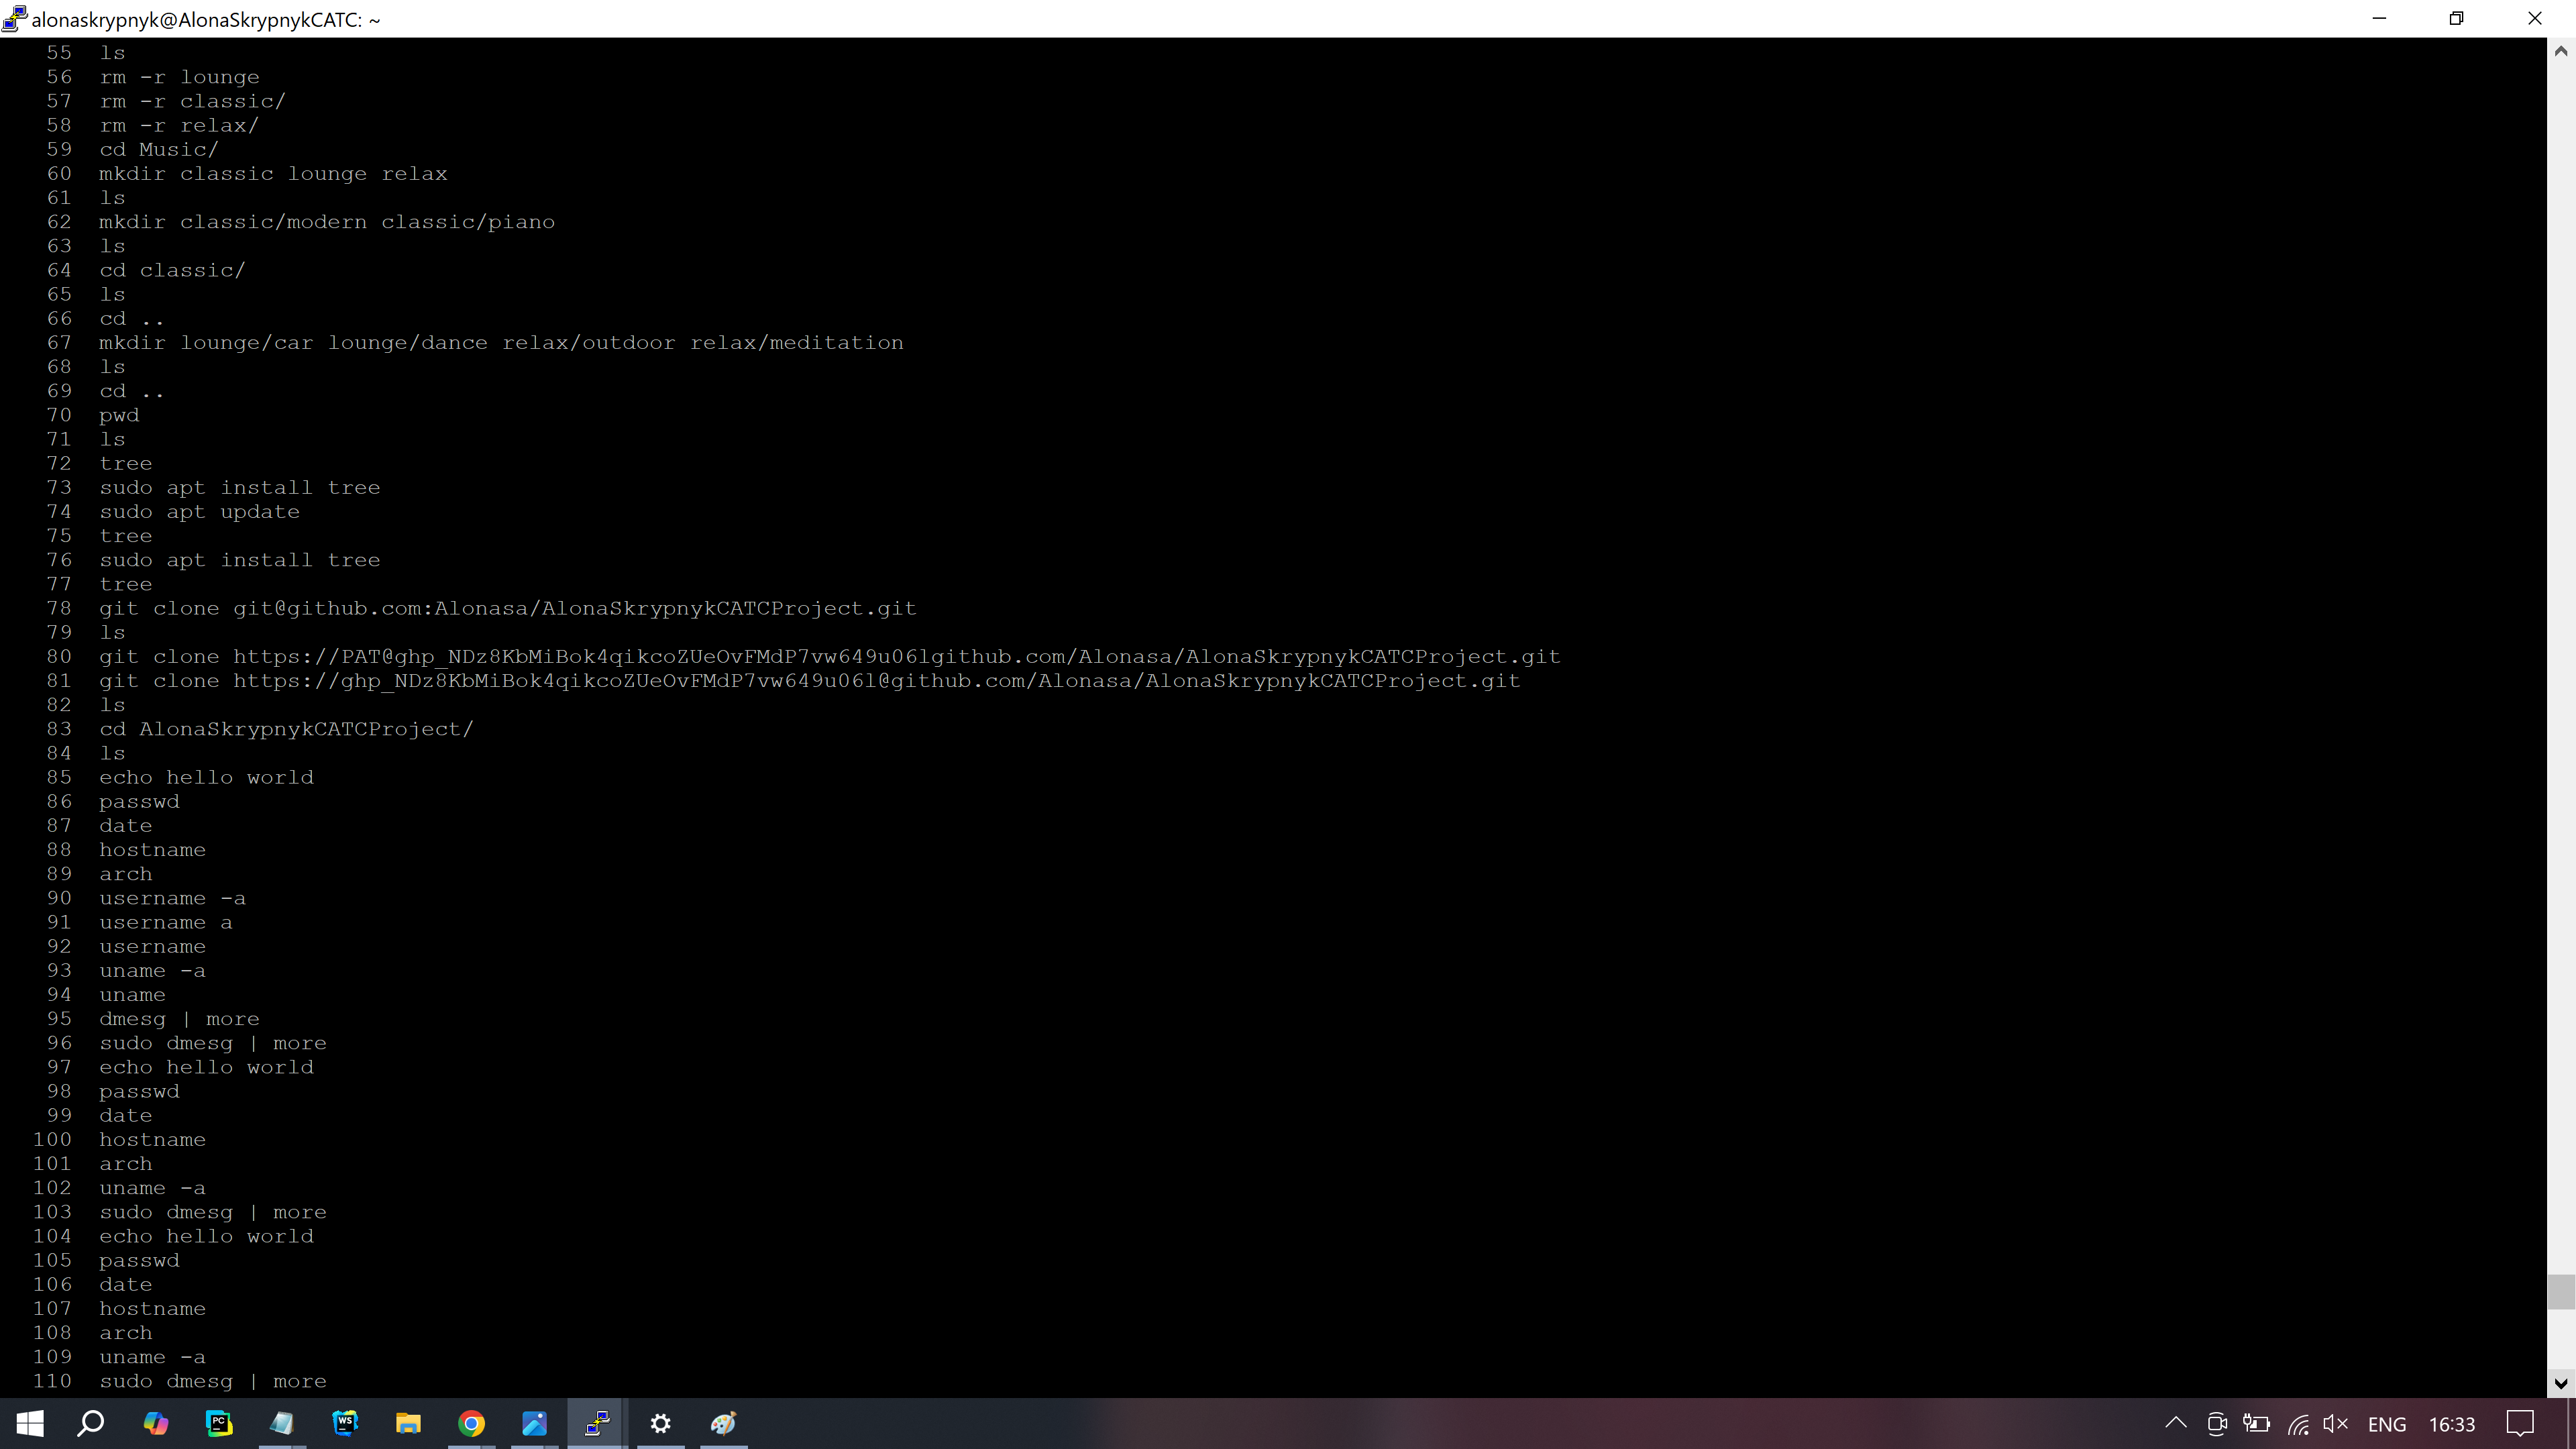 alonaskrypnyk@AlonaSkrypnykCATC: ~
55 ls
56 rm -r lounge
57 rm -r classic/
58 rm -r relax/
59 cd Music/
60 mkdir classic lounge relax
61 ls
62 mkdir classic/modern classic/piano
63 ls
64 cd classic/
65 ls
66 cd ..
67 mkdir lounge/car lounge/dance relax/outdoor relax/meditation
68 ls
69 cd ..
70 pwd
71 ls
72 tree
73 sudo apt install tree
74 sudo apt update
75 tree
76 sudo apt install tree
77 tree
78 git clone git@github.com:Alonasa/AlonaSkrypnykCATCProject.git
79 ls
80 git clone https://PAT@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github.com/Alonasa/AlonaSkrypnykCATCProject.git
81 git clone https://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@github.com/Alonasa/AlonaSkrypnykCATCProject.git
82 ls
83 cd AlonaSkrypnykCATCProject/
84 ls
85 echo hello world
86 passwd
87 date
88 hostname
89 arch
90 username -a
91 username a
92 username
93 uname -a
94 uname
95 dmesg | more
96 sudo dmesg | more
97 echo hello world
98 passwd
99 date
100 hostname
101 arch
102 uname -a
103 sudo dmesg | more
104 echo hello world
105 passwd
106 date
107 hostname
108 arch
109 uname -a
110 sudo dmesg | more
PC WS ENG 16:33